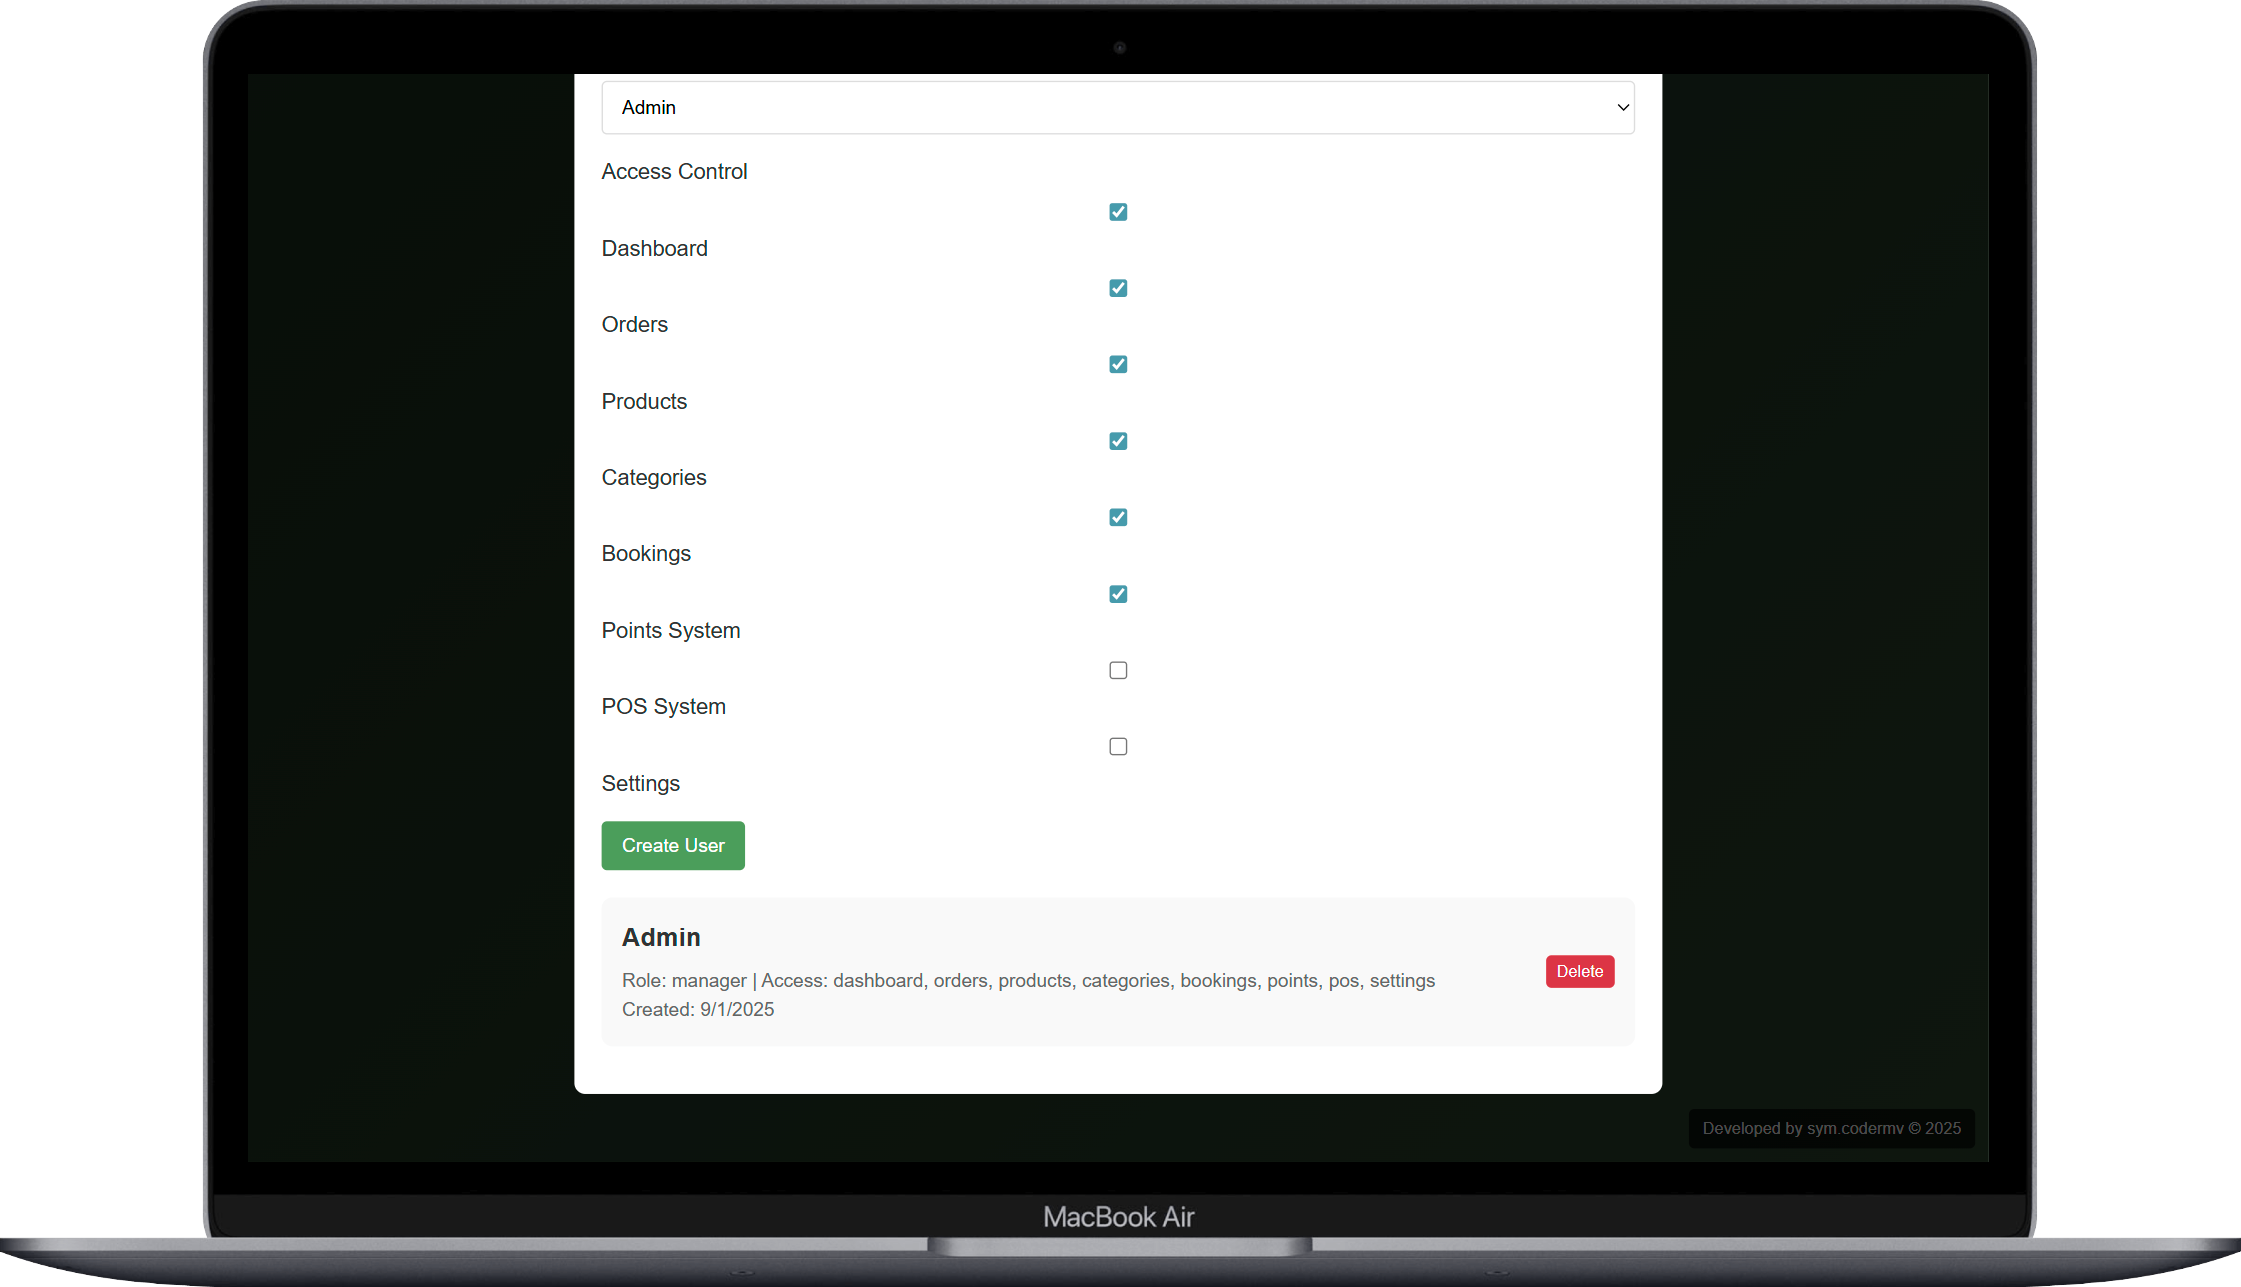 Admin
Access Control
Dashboard
Orders
Products
Categories
Bookings
Points System
POS System
Settings
Create User
Admin
Role: manager | Access: dashboard, orders, products, categories, bookings, points, pos, settings
Created: 9/1/2025
Delete
Developed by sym.codermv © 2025
MacBook Air